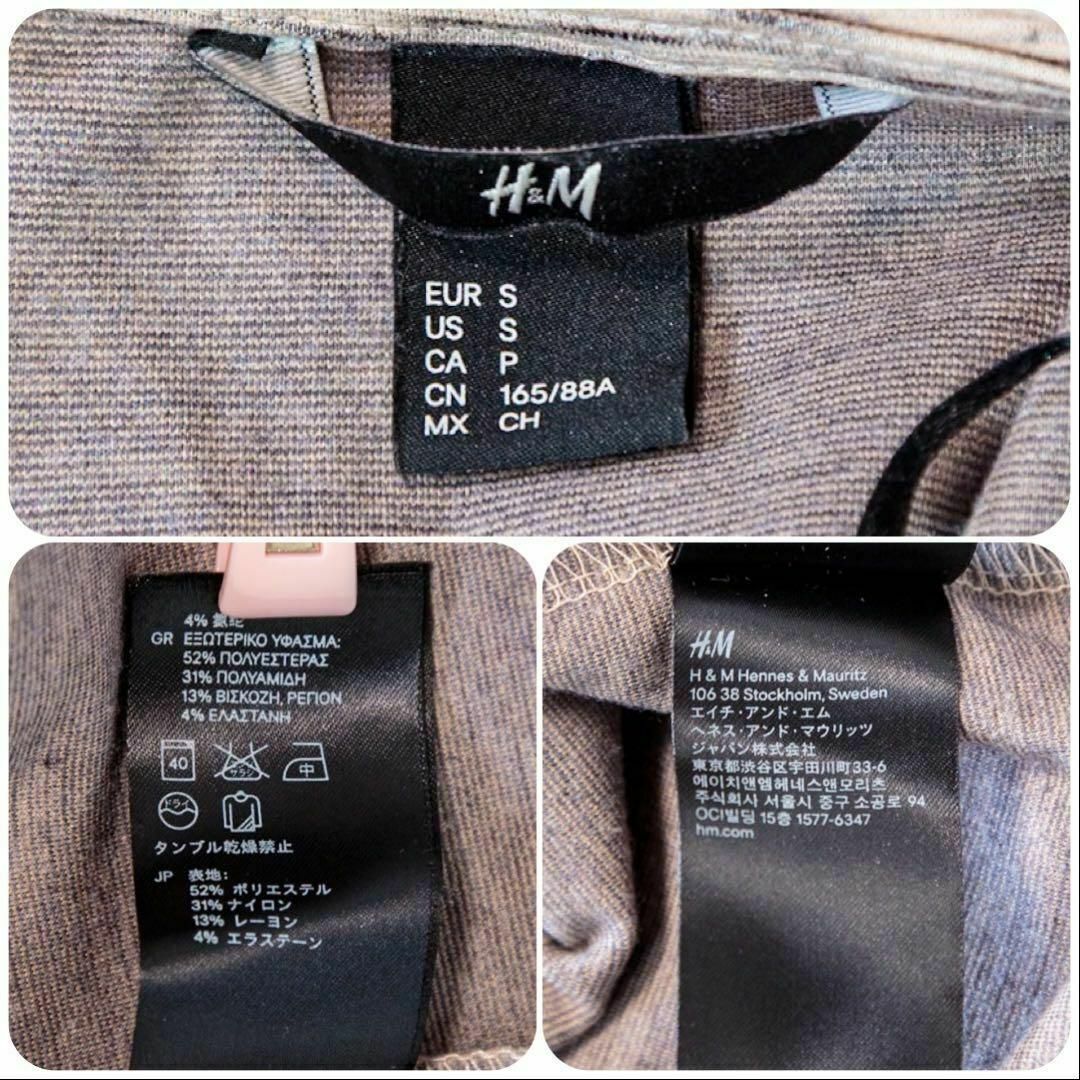 H&M
EUR S
US S
CA P
CN 165/88A
MX CH
4% 氨纶
GR ΕΞΩΤΕΡΙΚΟ ΥΦΑΣΜΑ:
52% ΠΟΛΥΕΣΤΕΡΑΣ
31% ΠΟΛΥΑΜΙΔΗ
13% ΒΙΣΚΟΖΗ, ΡΕΓΙΟΝ
4% ΕΛΑΣΤΑΝΗ
40 サラシ 中
ドライ
タンブル乾燥禁止
JP 表地:
52% ポリエステル
31% ナイロン
13% レーヨン
4% エラステーン
H&M
H & M Hennes & Mauritz
106 38 Stockholm, Sweden
エイチ・アンド・エム
ヘネス・アンド・マウリッツ
ジャパン株式会社
東京都渋谷区宇田川町33-6
에이치앤엠헤네스앤모리츠
주식회사 서울시 중구 소공로 94
OCI빌딩 15층 1577-6347
hm.com